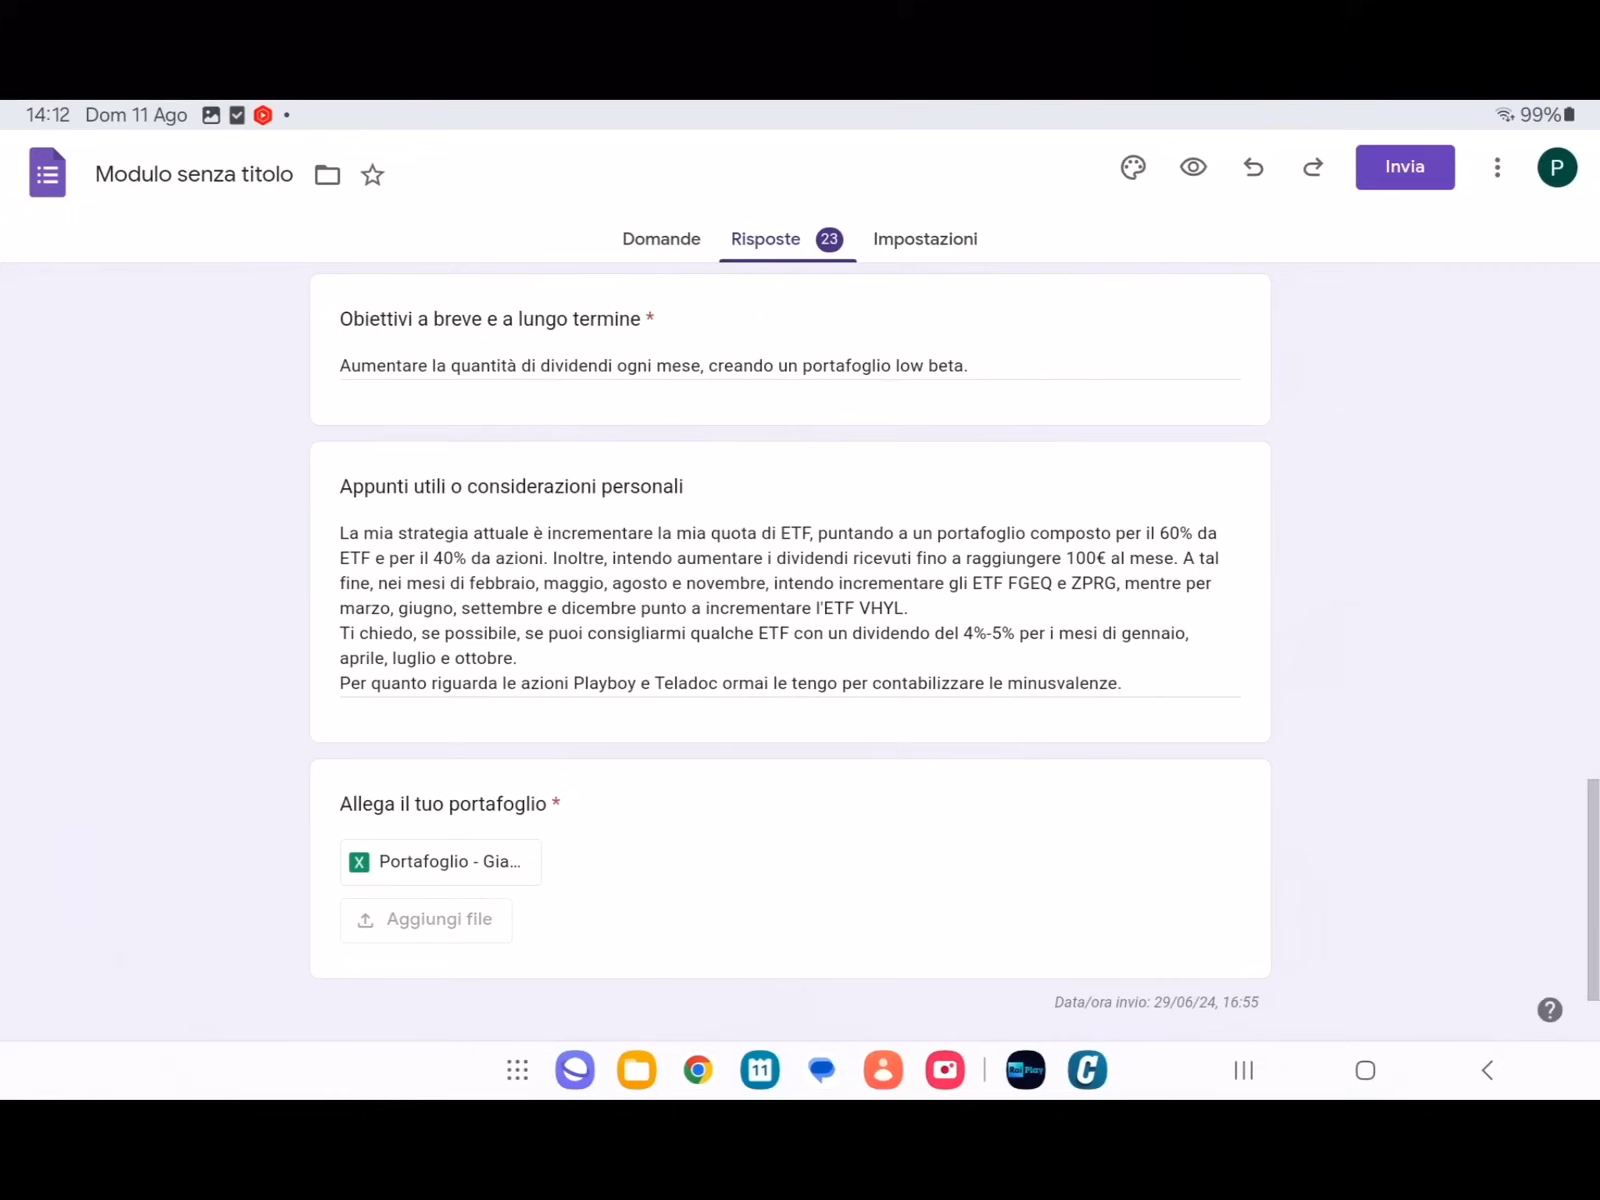 14:12 Dom 11 Ago
99%
Modulo senza titolo
Invia
P
Domande Risposte 23 Impostazioni
Obiettivi a breve e a lungo termine *
Aumentare la quantità di dividendi ogni mese, creando un portafoglio low beta.
Appunti utili o considerazioni personali
La mia strategia attuale è incrementare la mia quota di ETF, puntando a un portafoglio composto per il 60% da
ETF e per il 40% da azioni. Inoltre, intendo aumentare i dividendi ricevuti fino a raggiungere 100€ al mese. A tal
fine, nei mesi di febbraio, maggio, agosto e novembre, intendo incrementare gli ETF FGEQ e ZPRG, mentre per
marzo, giugno, settembre e dicembre punto a incrementare l'ETF VHYL.
Ti chiedo, se possibile, se puoi consigliarmi qualche ETF con un dividendo del 4%-5% per i mesi di gennaio,
aprile, luglio e ottobre.
Per quanto riguarda le azioni Playboy e Teladoc ormai le tengo per contabilizzare le minusvalenze.
Allega il tuo portafoglio *
X Portafoglio - Gia...
Aggiungi file
Data/ora invio: 29/06/24, 16:55
?
11
Rai Play
C